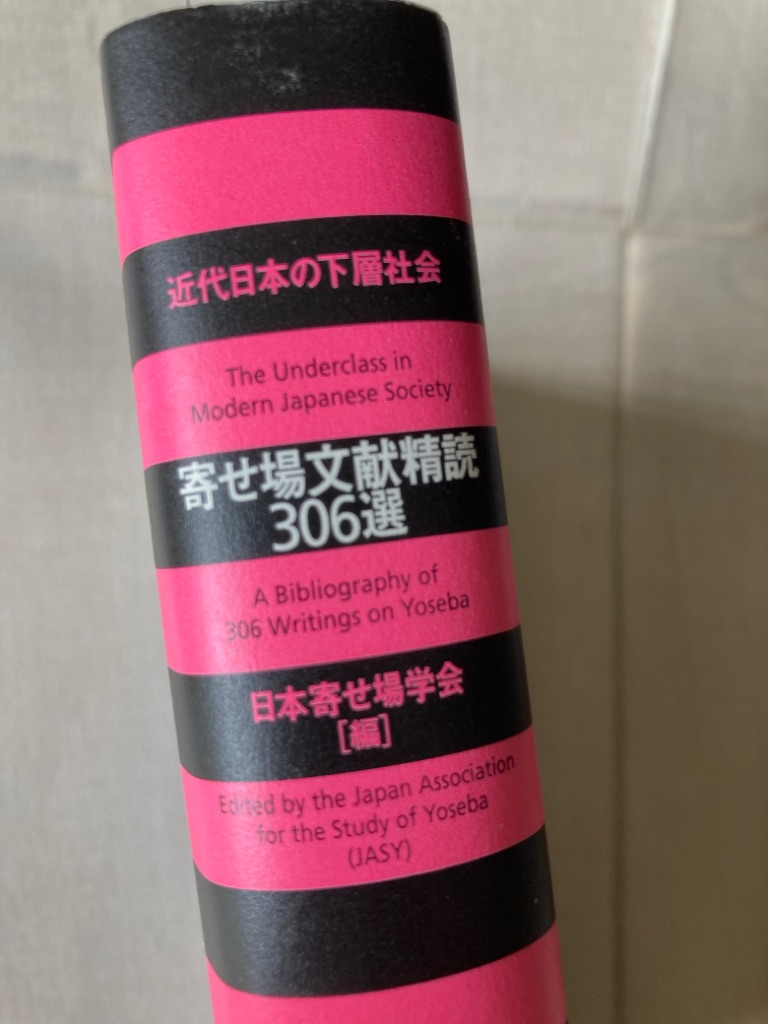 近代日本の下層社会
The Underclass in
Modern Japanese Society
寄せ場文献精読
306選
A Bibliography of
306 Writings on Yoseba
日本寄せ場学会
[編]
Edited by the Japan Association
for the Study of Yoseba
(JASY)